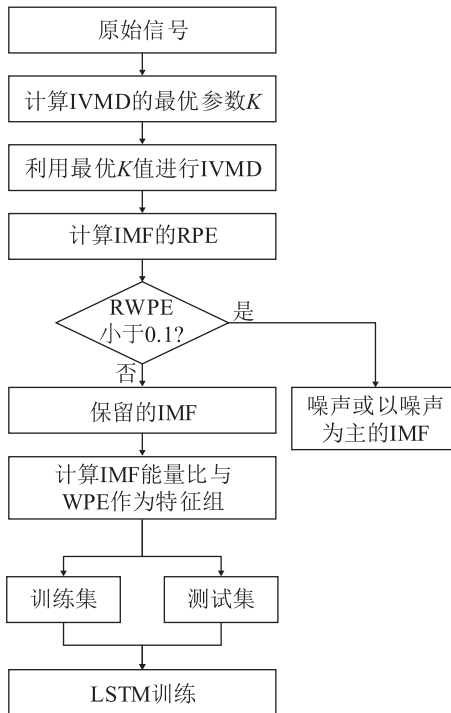 原始信号
计算IVMD的最优参数K
利用最优K值进行IVMD
计算IMF的RPE
RWPE
小于0.1?
是
否
保留的IMF
噪声或以噪声
为主的IMF
计算IMF能量比与
WPE作为特征组
训练集
测试集
LSTM训练